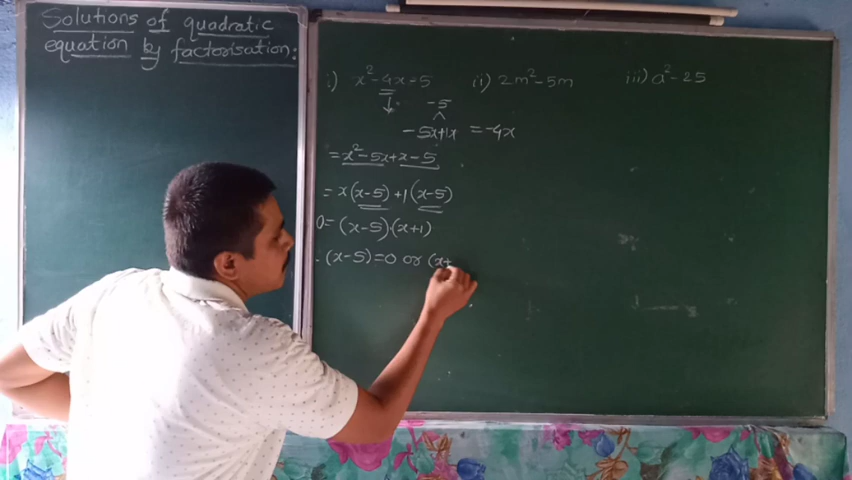 Solutions of quadratic
equation by factorisation:
i) x²-4x=5 ii) 2m²-5m iii) a²-25
-5
-5x+1x = -4x
= x²-5x+x-5
= x(x-5)+1(x-5)
0= (x-5).(x+1)
(x-5)=0 or (x+